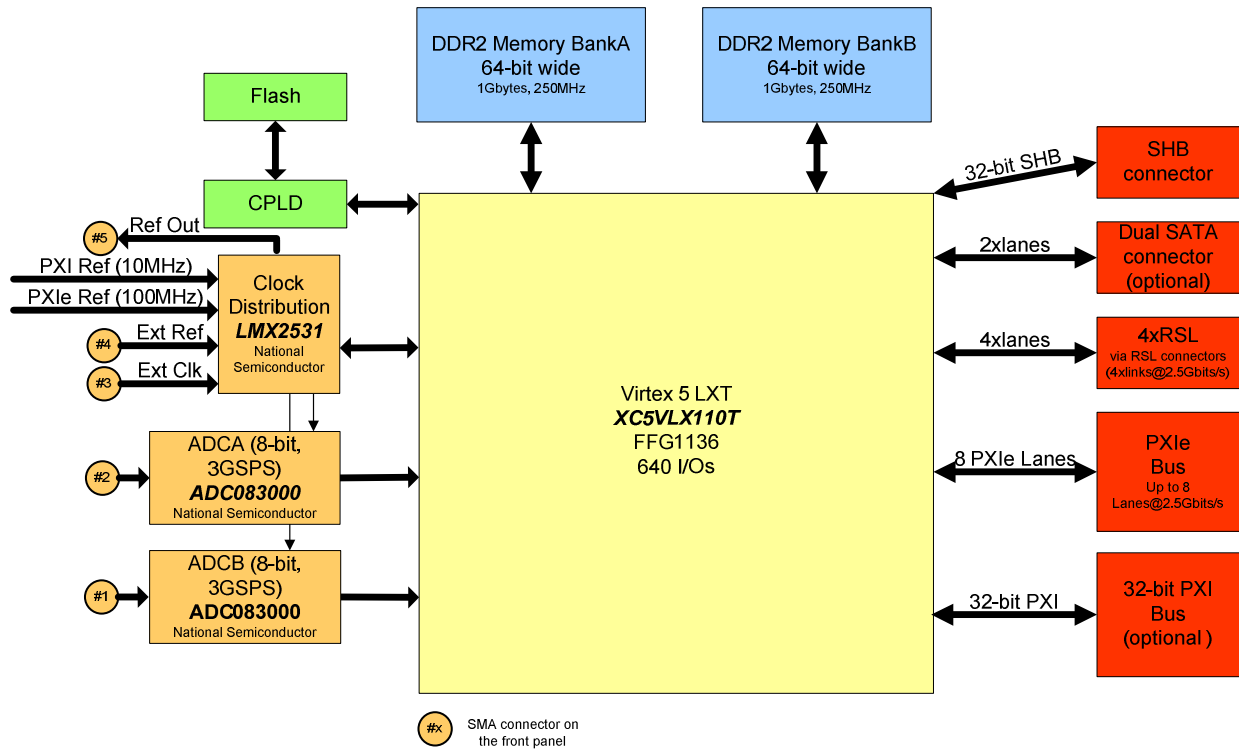 DDR2 Memory BankA
64-bit wide
1Gbytes, 250MHz
DDR2 Memory BankB
64-bit wide
1Gbytes, 250MHz
Flash
CPLD
#5
Ref Out
PXI Ref (10MHz)
PXIe Ref (100MHz)
#4
Ext Ref
#3
Ext Clk
Clock
Distribution
LMX2531
National
Semiconductor
#2
ADCA (8-bit,
3GSPS)
ADC083000
National Semiconductor
#1
ADCB (8-bit,
3GSPS)
ADC083000
National Semiconductor
Virtex 5 LXT
XC5VLX110T
FFG1136
640 I/Os
32-bit SHB
SHB
connector
2xlanes
Dual SATA
connector
(optional)
4xlanes
4xRSL
via RSL connectors
(4xlinks@2.5Gbits/s)
8 PXIe Lanes
PXIe
Bus
Up to 8
Lanes@2.5Gbits/s
32-bit PXI
32-bit PXI
Bus
(optional )
#x
SMA connector on
the front panel